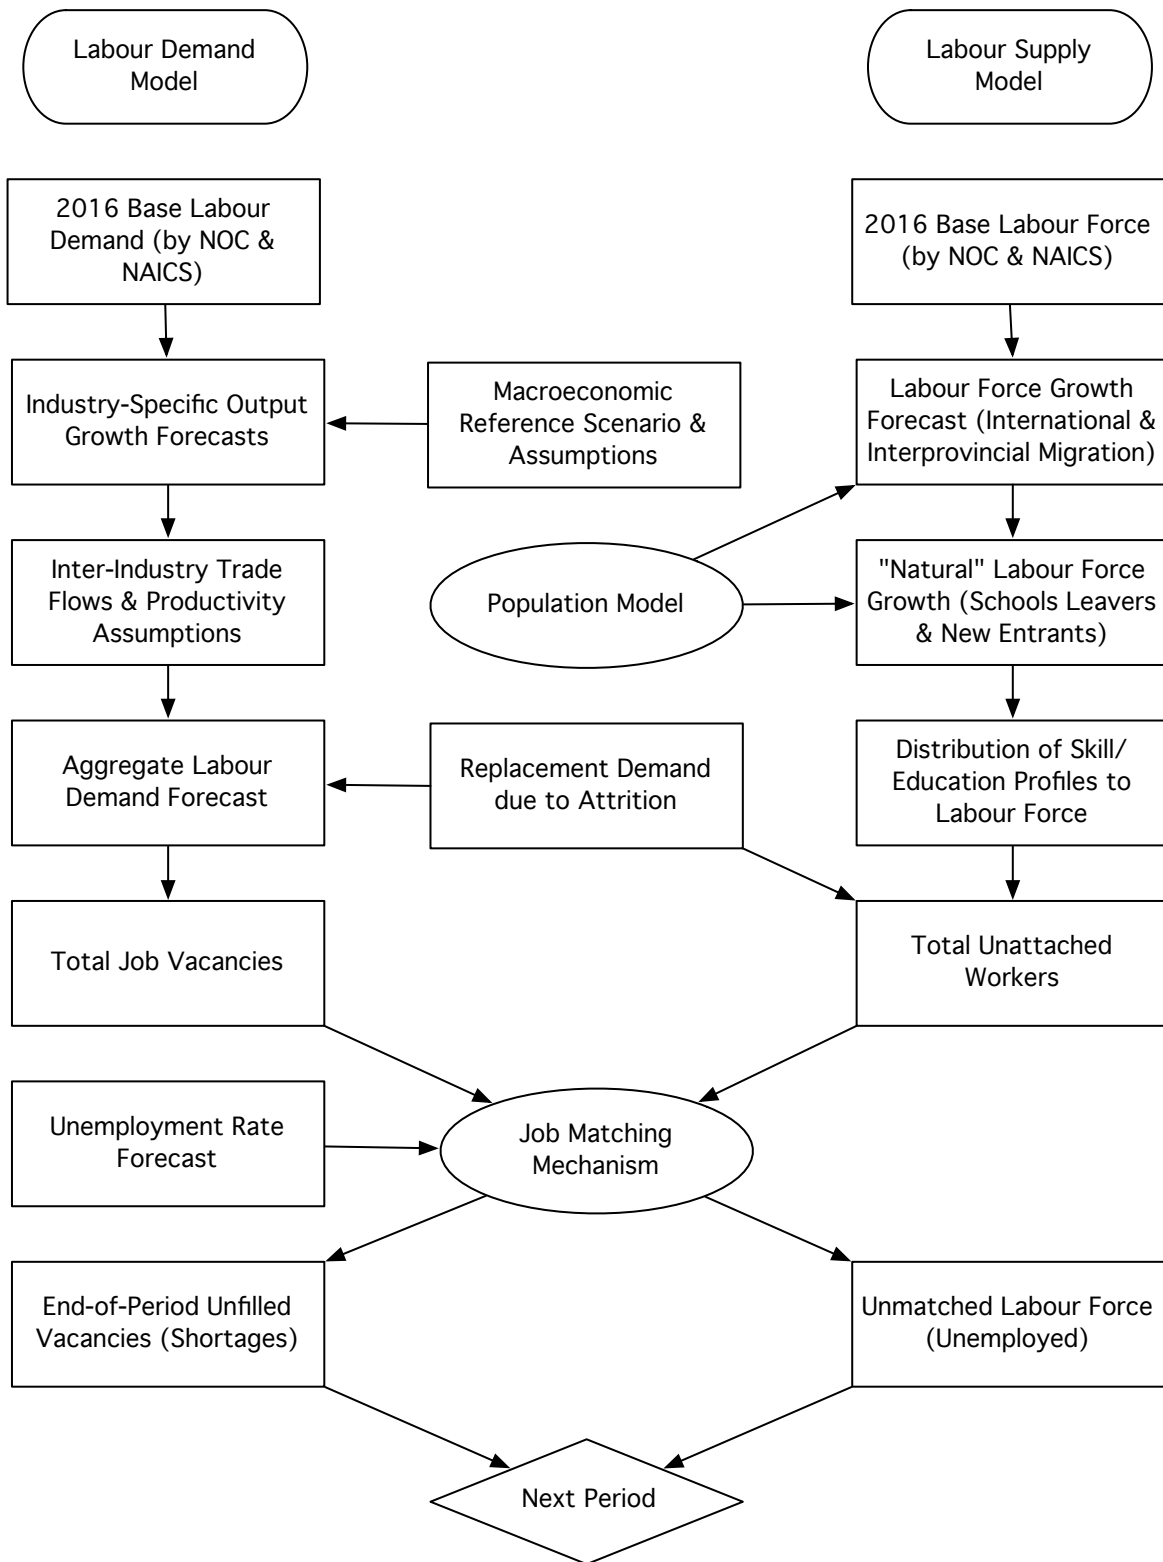 Labour Demand
Model
Labour Supply
Model
2016 Base Labour
Demand (by NOC &
NAICS)
2016 Base Labour Force
(by NOC & NAICS)
Industry-Specific Output
Growth Forecasts
Macroeconomic
Reference Scenario &
Assumptions
Labour Force Growth
Forecast (International &
Interprovincial Migration)
Inter-Industry Trade
Flows & Productivity
Assumptions
Population Model
"Natural" Labour Force
Growth (Schools Leavers
& New Entrants)
Aggregate Labour
Demand Forecast
Replacement Demand
due to Attrition
Distribution of Skill/
Education Profiles to
Labour Force
Total Job Vacancies
Total Unattached
Workers
Unemployment Rate
Forecast
Job Matching
Mechanism
End-of-Period Unfilled
Vacancies (Shortages)
Unmatched Labour Force
(Unemployed)
Next Period